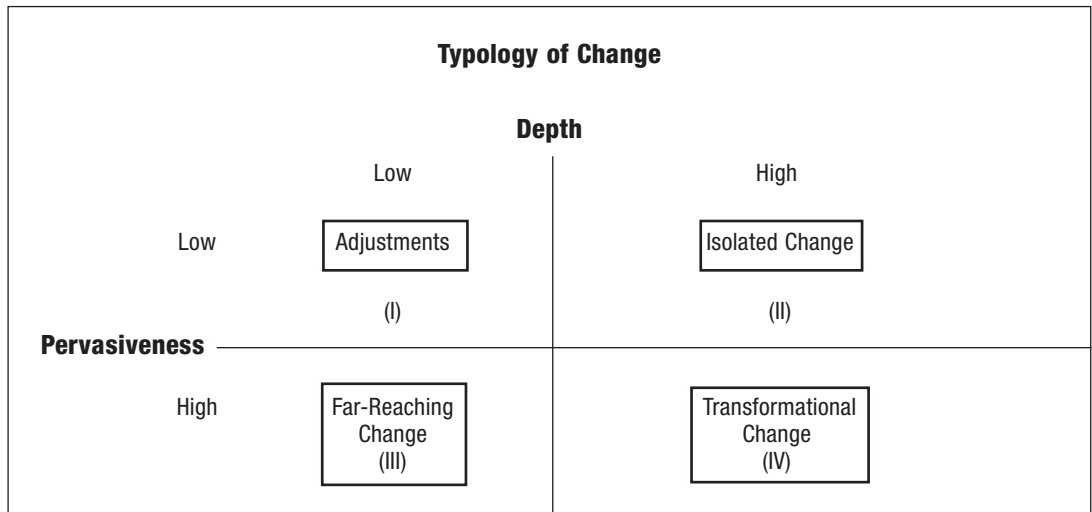 Typology of Change
Depth
Low High
Low Adjustments Isolated Change
(I) (II)
Pervasiveness
High Far-Reaching Change (III) Transformational Change (IV)